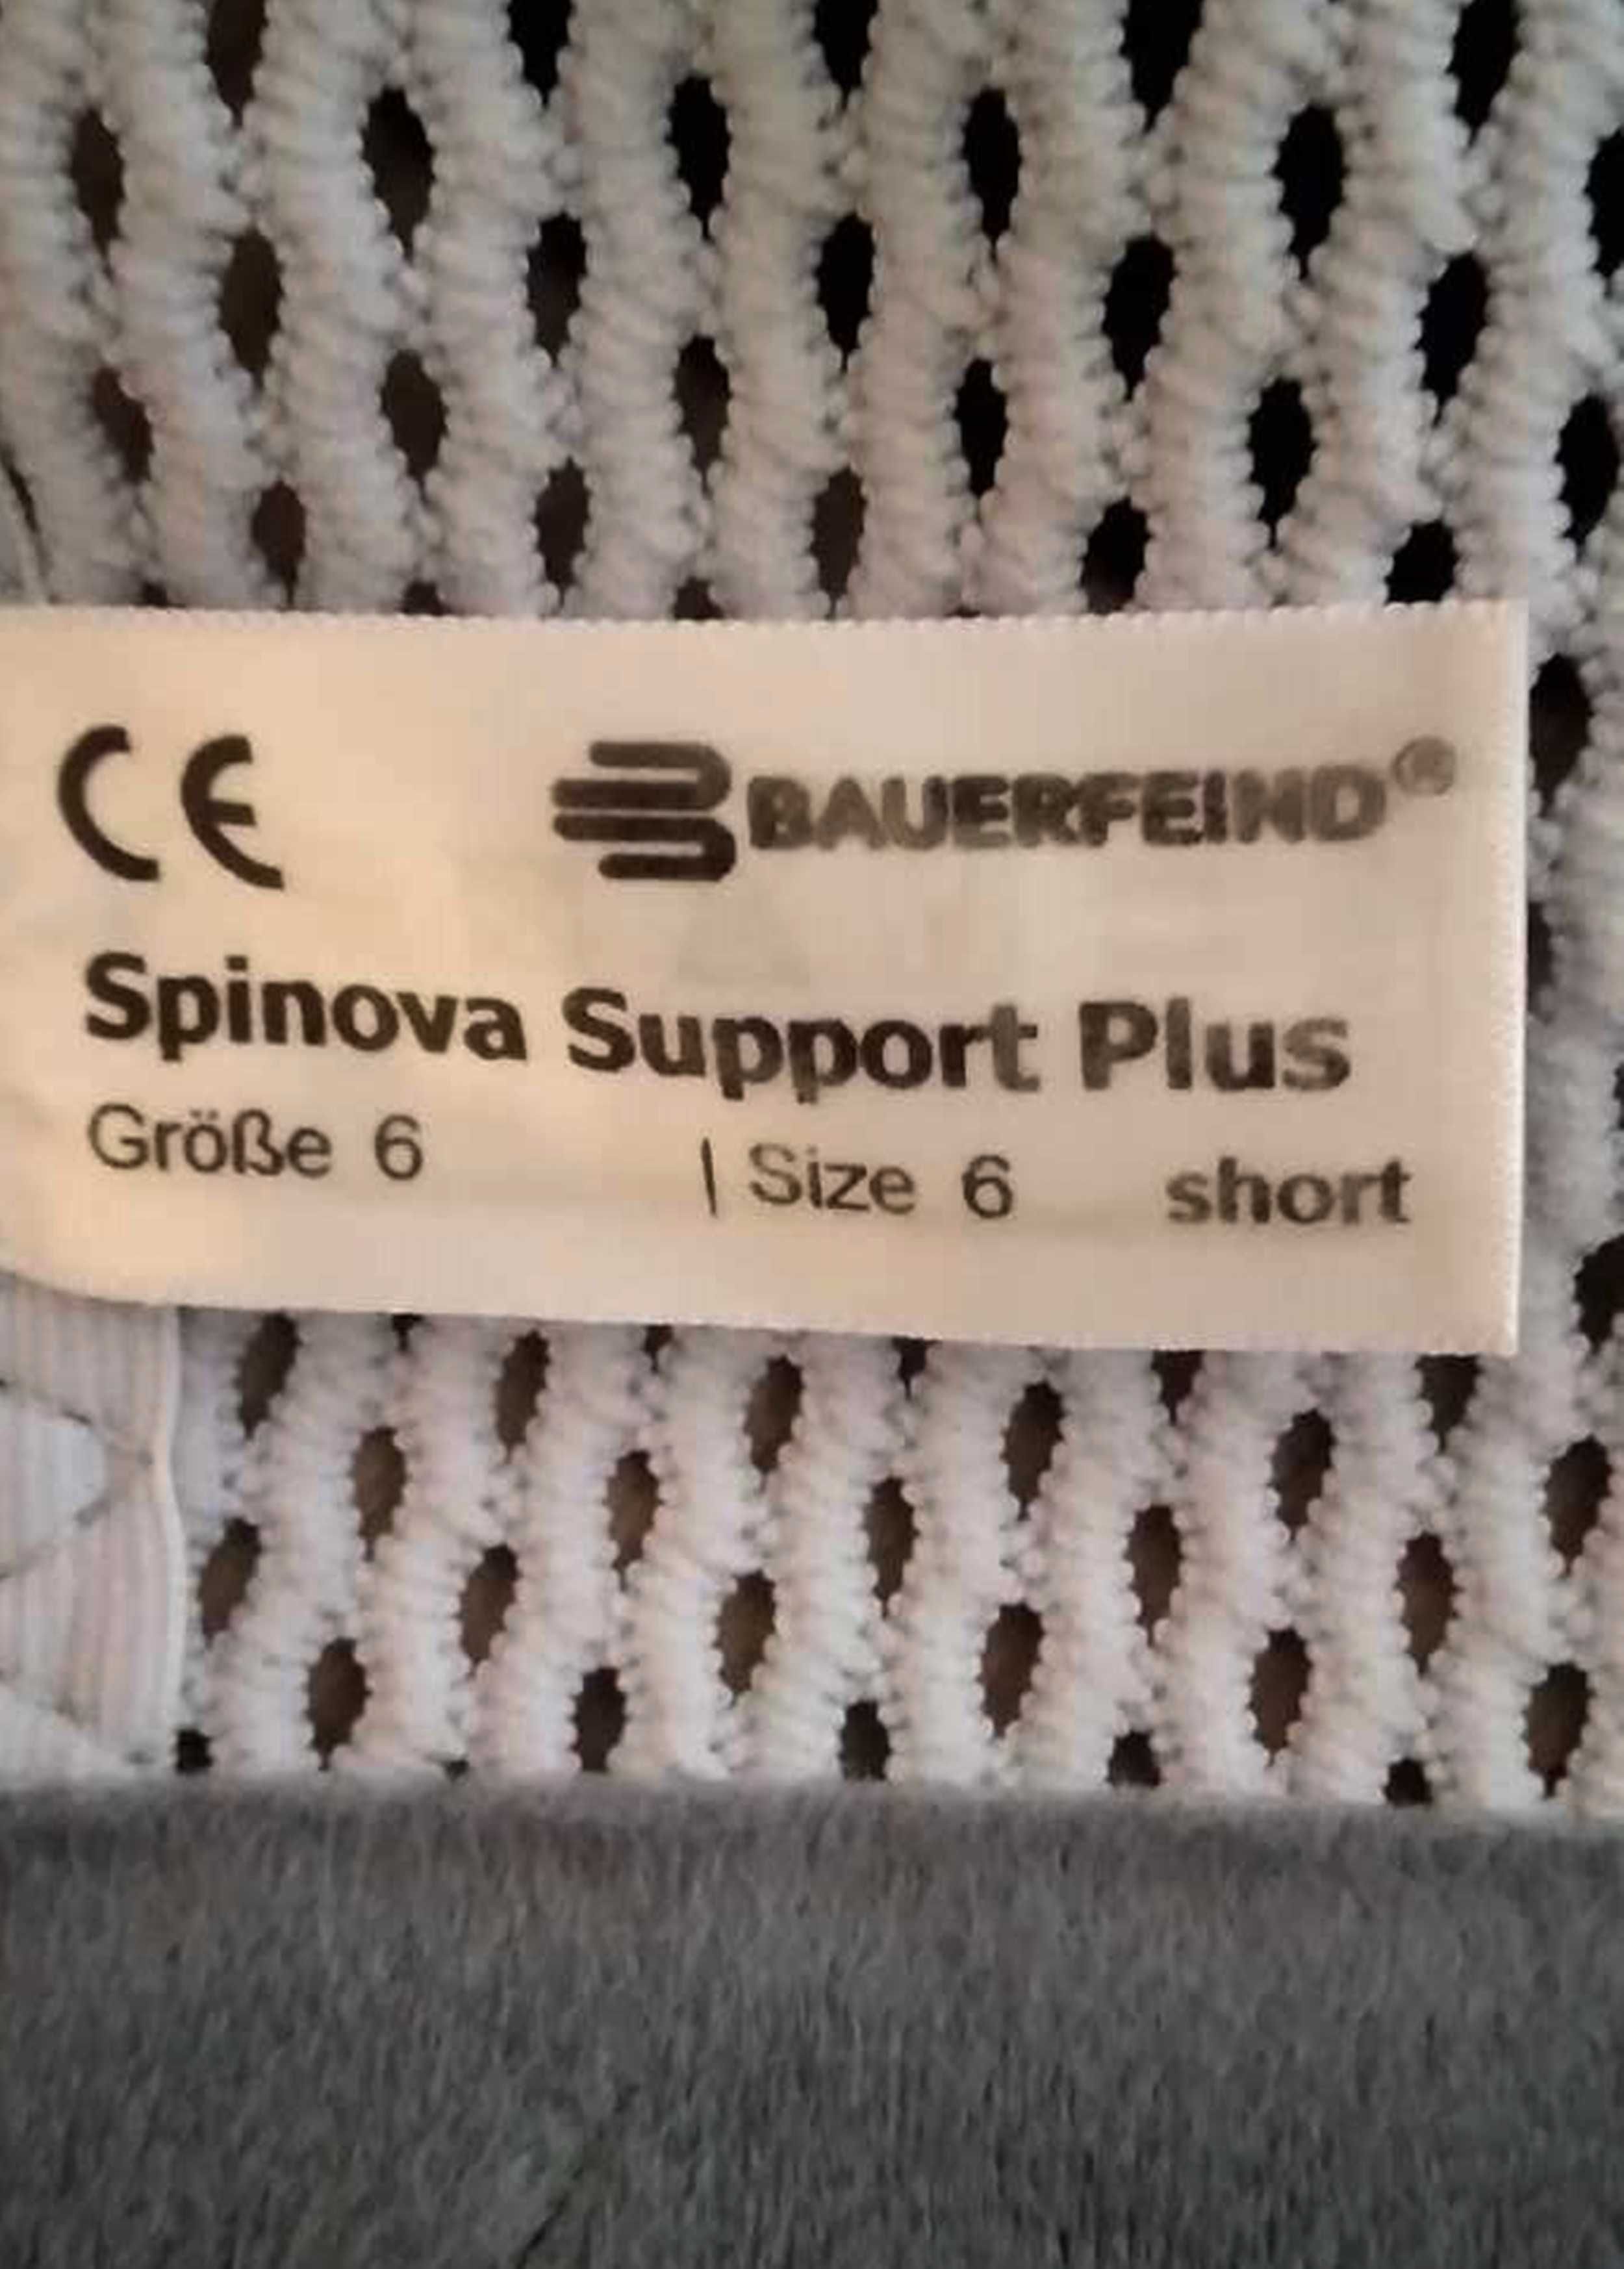 CE BAUERFEIND®
Spinova Support Plus
Größe 6 | Size 6 short